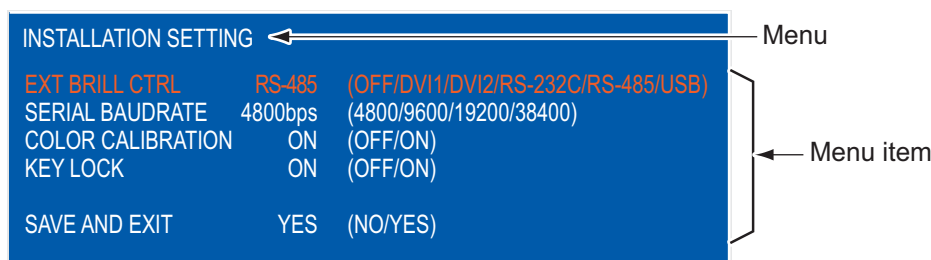 INSTALLATION SETTING
Menu
EXT BRILL CTRL RS-485 (OFF/DVI1/DVI2/RS-232C/RS-485/USB)
SERIAL BAUDRATE 4800bps (4800/9600/19200/38400)
COLOR CALIBRATION ON (OFF/ON)
KEY LOCK ON (OFF/ON)
Menu item
SAVE AND EXIT YES (NO/YES)